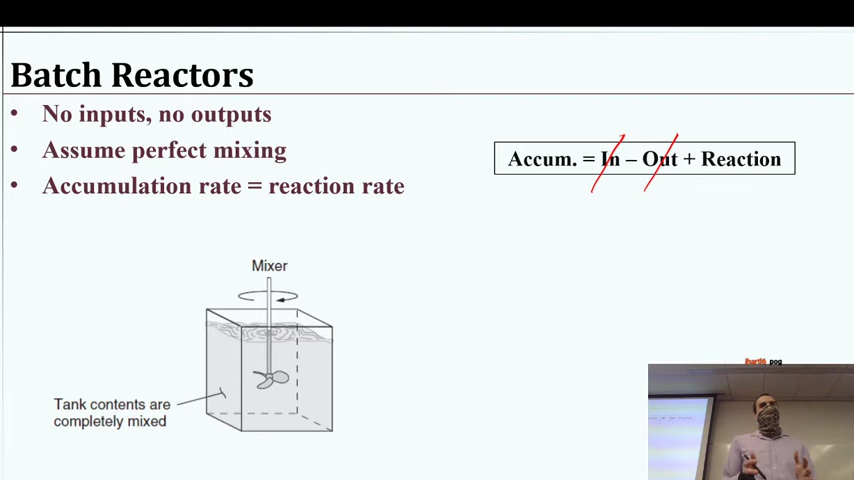 Batch Reactors
• No inputs, no outputs
• Assume perfect mixing
• Accumulation rate = reaction rate
Accum. = In – Out + Reaction
Mixer
Tank contents are
completely mixed
pog